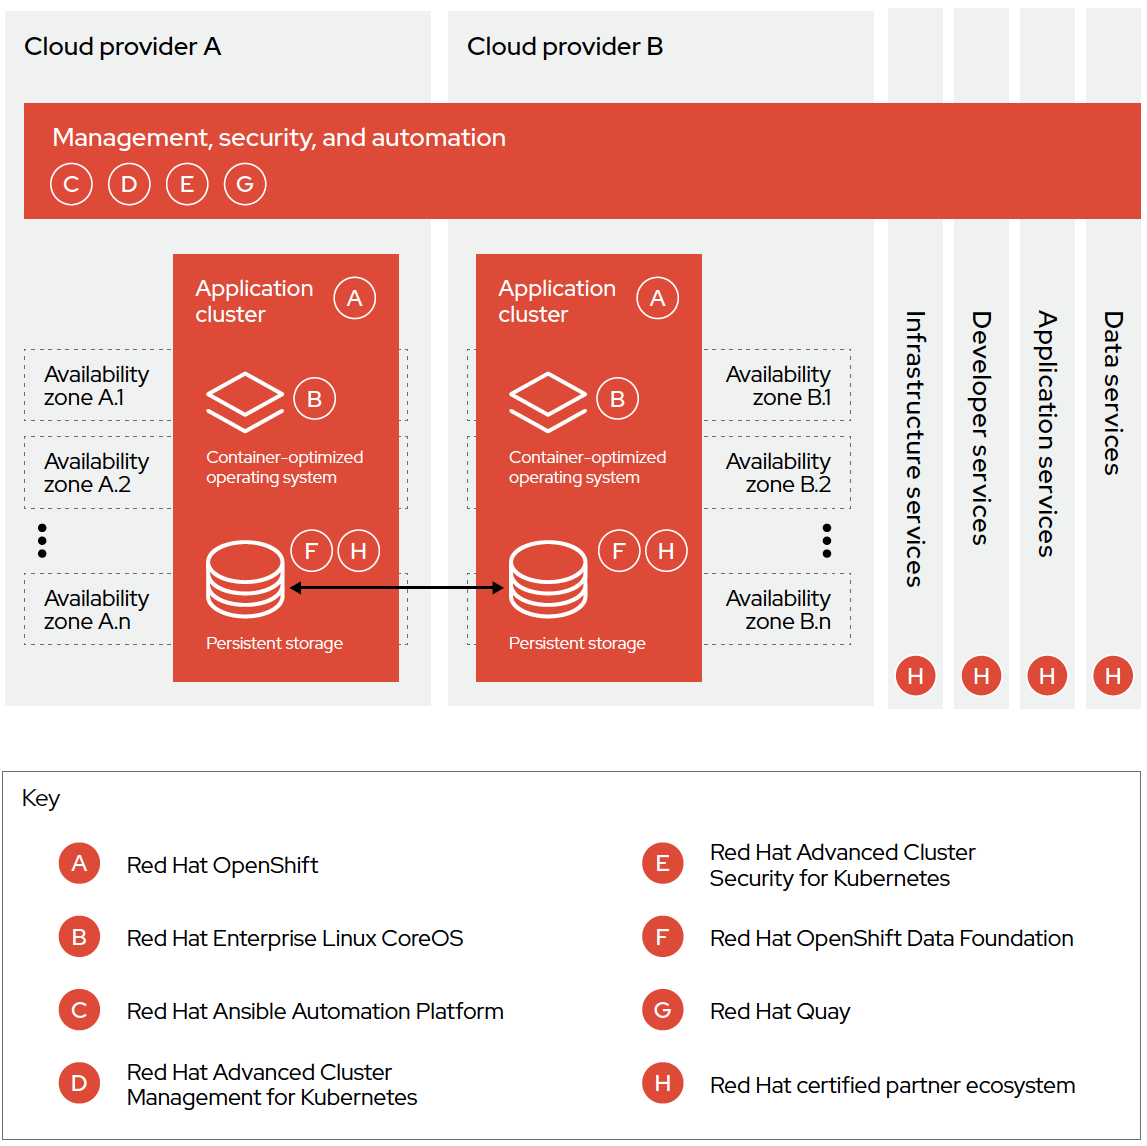 Cloud provider A
Cloud provider B
Management, security, and automation
C D E G
Application
cluster
A
Application
cluster
A
Availability
zone A.1
B
B
Availability
zone B.1
Container-optimized
operating system
Container-optimized
operating system
Availability
zone A.2
Availability
zone B.2
F H
F H
Availability
zone A.n
Availability
zone B.n
Persistent storage
Persistent storage
Infrastructure services
H
Developer services
H
Application services
H
Data services
H
Key
A Red Hat OpenShift
B Red Hat Enterprise Linux CoreOS
C Red Hat Ansible Automation Platform
D Red Hat Advanced Cluster
Management for Kubernetes
E Red Hat Advanced Cluster
Security for Kubernetes
F Red Hat OpenShift Data Foundation
G Red Hat Quay
H Red Hat certified partner ecosystem